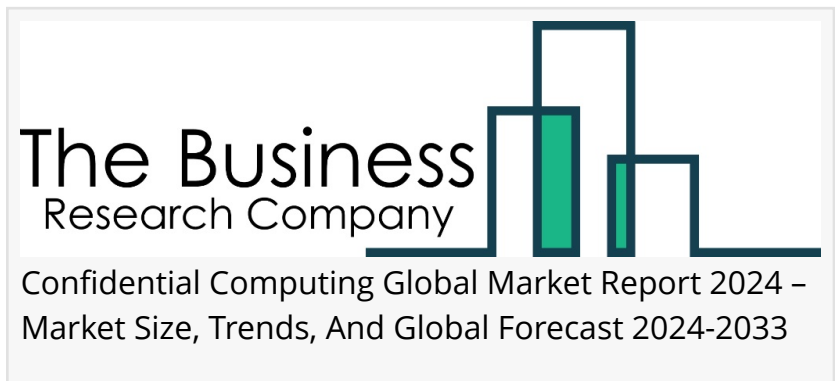 The Business
Research Company
Confidential Computing Global Market Report 2024 –
Market Size, Trends, And Global Forecast 2024-2033